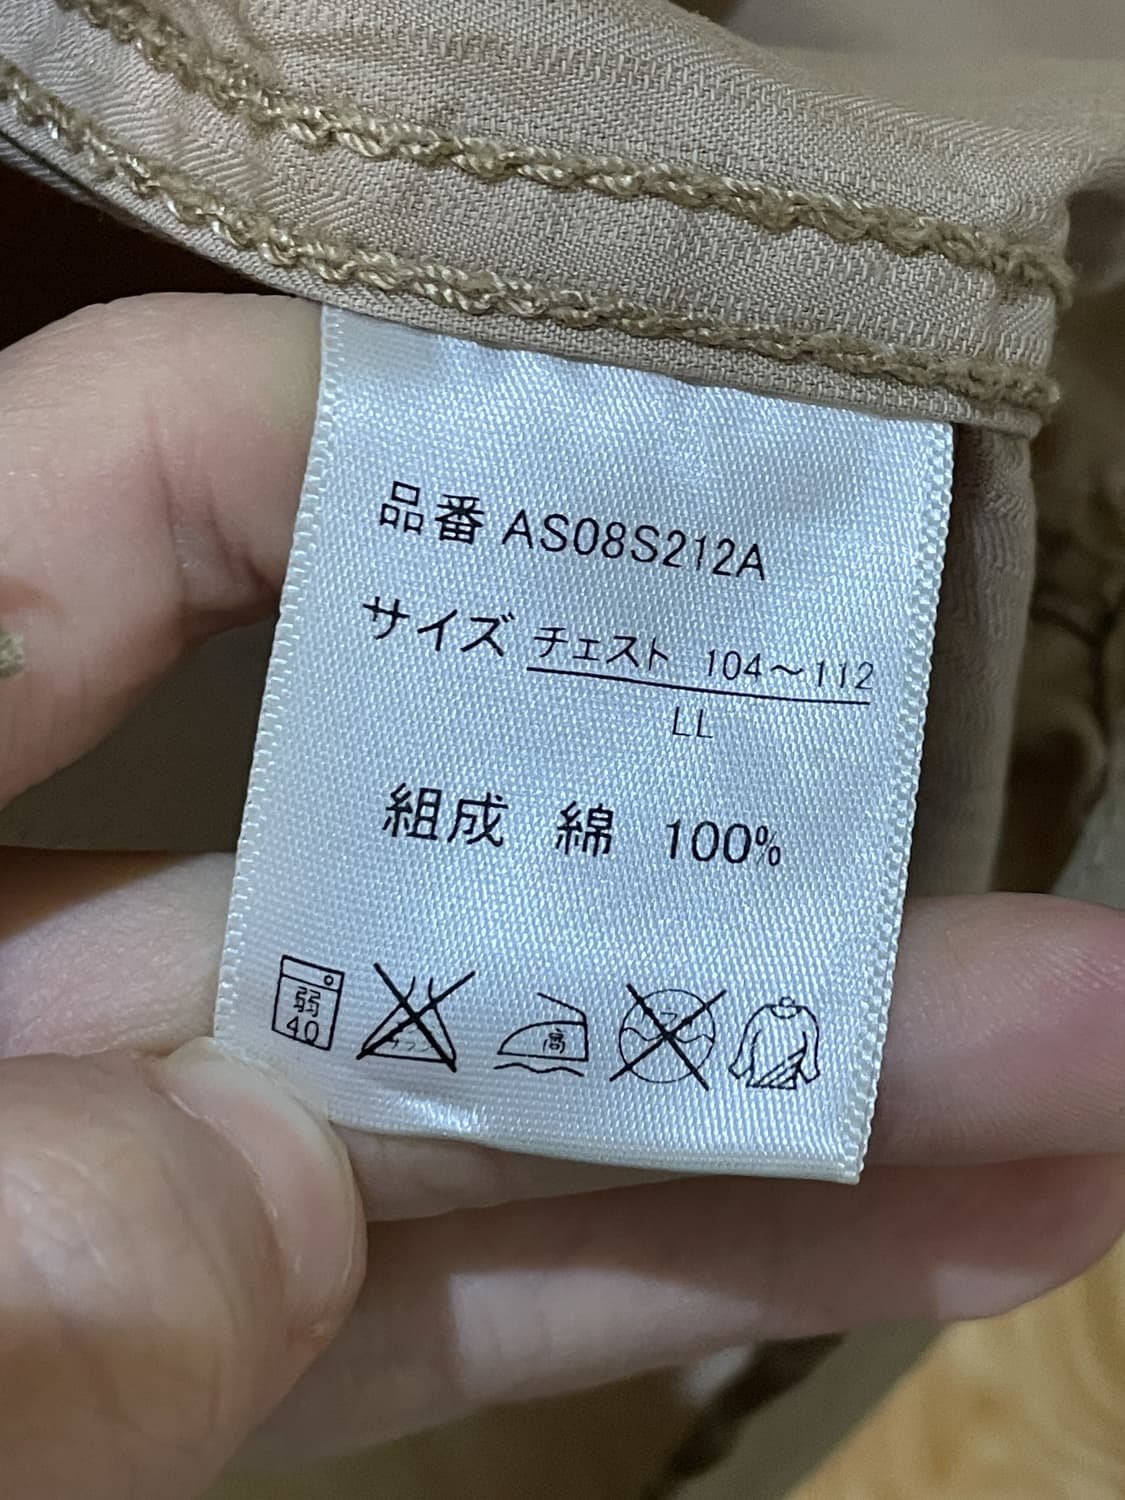 品番 AS08S212A
サイズ チェスト 104～112
LL
組成 綿 100%
弱 40 高